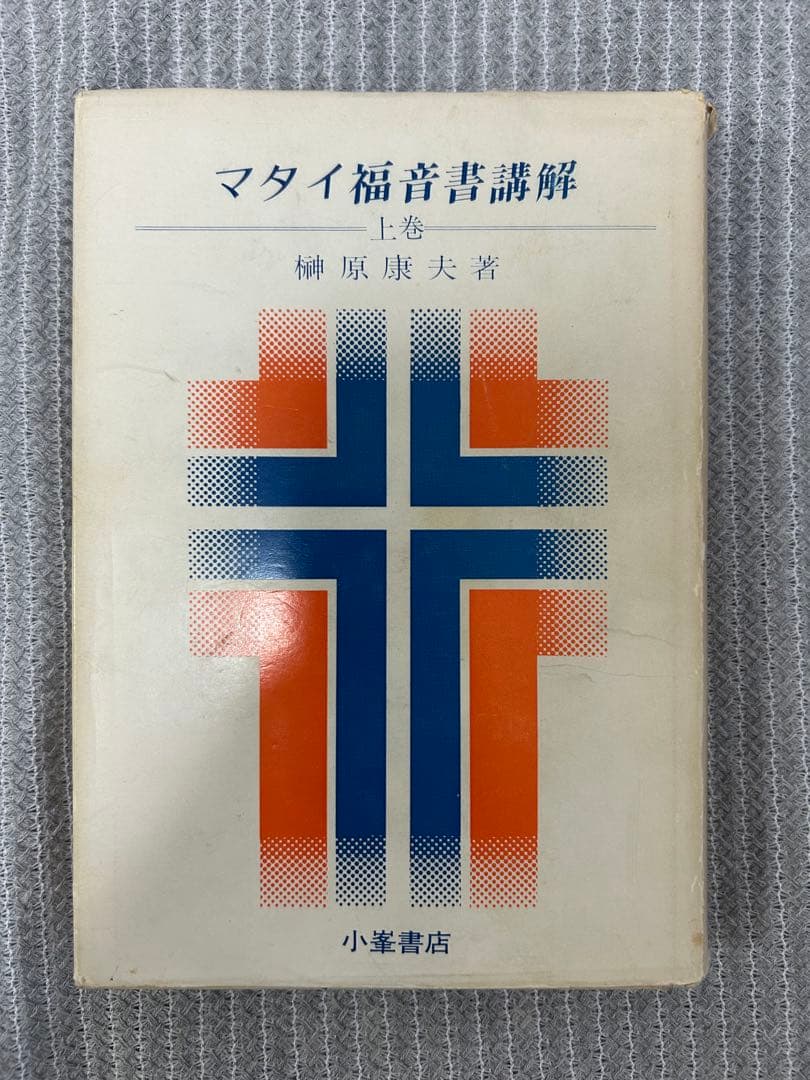 マタイ福音書講解
上巻
榊原康夫著
小峯書店